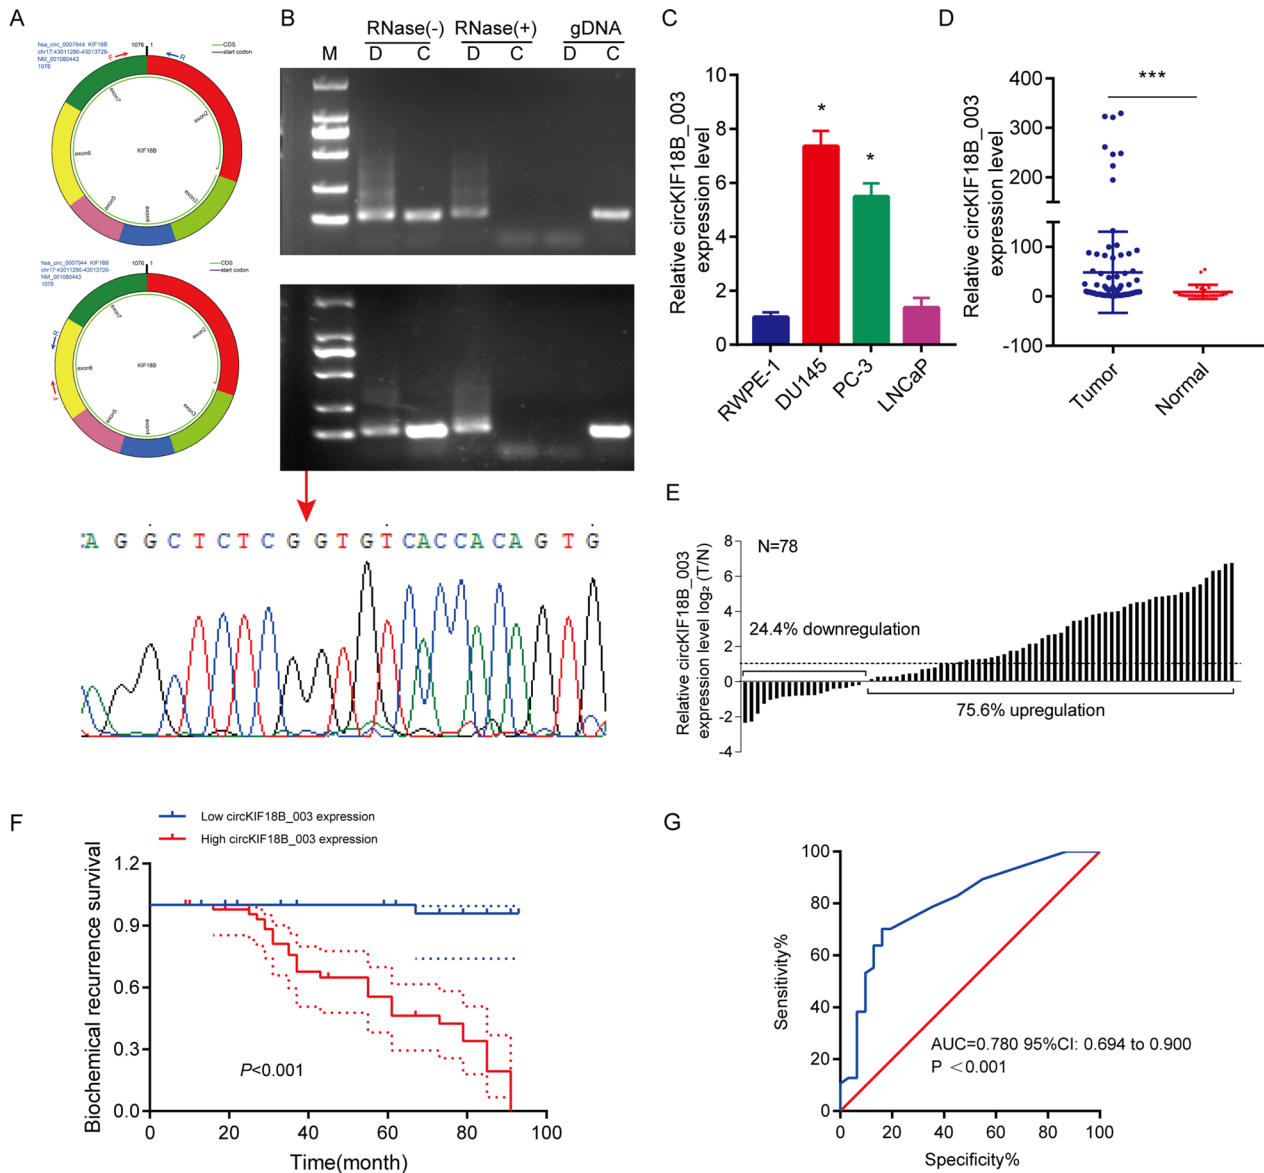 A
hsa_circ_0007944 KIF18B
chr17:43011290-43013726-
NM_001080443
1076
1076
1
CDS
start codon
F
R
exon7
exon2
exon6
KIF18B
exon5
exon4
exon3
hsa_circ_0007944 KIF18B
chr17:43011290-43013726-
NM_001080443
1076
1076
1
CDS
start codon
R
F
exon7
exon2
exon6
KIF18B
exon5
exon4
exon3
B
RNase(-) RNase(+) gDNA
M D C D C D C
A G G C T C T C G G T G T C A C C A C A G T G
C
Relative circKIF18B_003
expression level
10
8
6
4
2
0
*
*
RWPE-1
DU145
PC-3
LNCaP
D
Relative circKIF18B_003
expression level
400
300
200
100
0
-100
***
Tumor
Normal
E
Relative circKIF18B_003
expression level log₂ (T/N)
8
6
4
2
0
-2
-4
N=78
24.4% downregulation
75.6% upregulation
F
Low circKIF18B_003 expression
High circKIF18B_003 expression
Biochemical recurrence survival
1.2
0.9
0.6
0.3
0.0
P<0.001
0 20 40 60 80 100
Time(month)
G
Sensitivity%
100
80
60
40
20
0
AUC=0.780 95%CI: 0.694 to 0.900
P <0.001
0 20 40 60 80 100
Specificity%